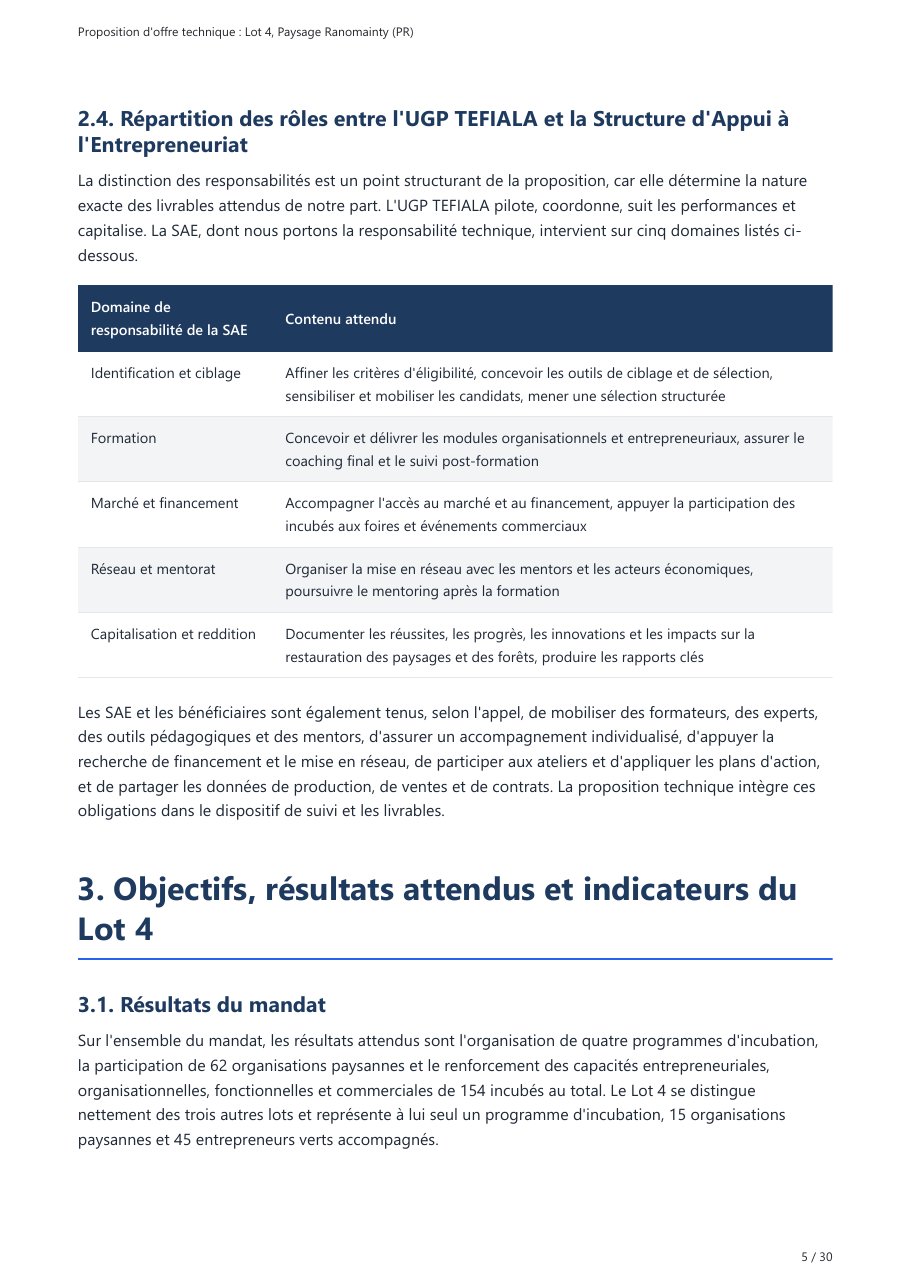 Proposition d'offre technique : Lot 4, Paysage Ranomainty (PR)
2.4. Répartition des rôles entre l'UGP TEFIALA et la Structure d'Appui à
l'Entrepreneuriat
La distinction des responsabilités est un point structurant de la proposition, car elle détermine la nature
exacte des livrables attendus de notre part. L'UGP TEFIALA pilote, coordonne, suit les performances et
capitalise. La SAE, dont nous portons la responsabilité technique, intervient sur cinq domaines listés ci-
dessous.
Domaine de
responsabilité de la SAE
Contenu attendu
Identification et ciblage
Affiner les critères d'éligibilité, concevoir les outils de ciblage et de sélection,
sensibiliser et mobiliser les candidats, mener une sélection structurée
Formation
Concevoir et délivrer les modules organisationnels et entrepreneuriaux, assurer le
coaching final et le suivi post-formation
Marché et financement
Accompagner l'accès au marché et au financement, appuyer la participation des
incubés aux foires et événements commerciaux
Réseau et mentorat
Organiser la mise en réseau avec les mentors et les acteurs économiques,
poursuivre le mentoring après la formation
Capitalisation et reddition
Documenter les réussites, les progrès, les innovations et les impacts sur la
restauration des paysages et des forêts, produire les rapports clés
Les SAE et les bénéficiaires sont également tenus, selon l'appel, de mobiliser des formateurs, des experts,
des outils pédagogiques et des mentors, d'assurer un accompagnement individualisé, d'appuyer la
recherche de financement et le mise en réseau, de participer aux ateliers et d'appliquer les plans d'action,
et de partager les données de production, de ventes et de contrats. La proposition technique intègre ces
obligations dans le dispositif de suivi et les livrables.
3. Objectifs, résultats attendus et indicateurs du
Lot 4
3.1. Résultats du mandat
Sur l'ensemble du mandat, les résultats attendus sont l'organisation de quatre programmes d'incubation,
la participation de 62 organisations paysannes et le renforcement des capacités entrepreneuriales,
organisationnelles, fonctionnelles et commerciales de 154 incubés au total. Le Lot 4 se distingue
nettement des trois autres lots et représente à lui seul un programme d'incubation, 15 organisations
paysannes et 45 entrepreneurs verts accompagnés.
5 / 30